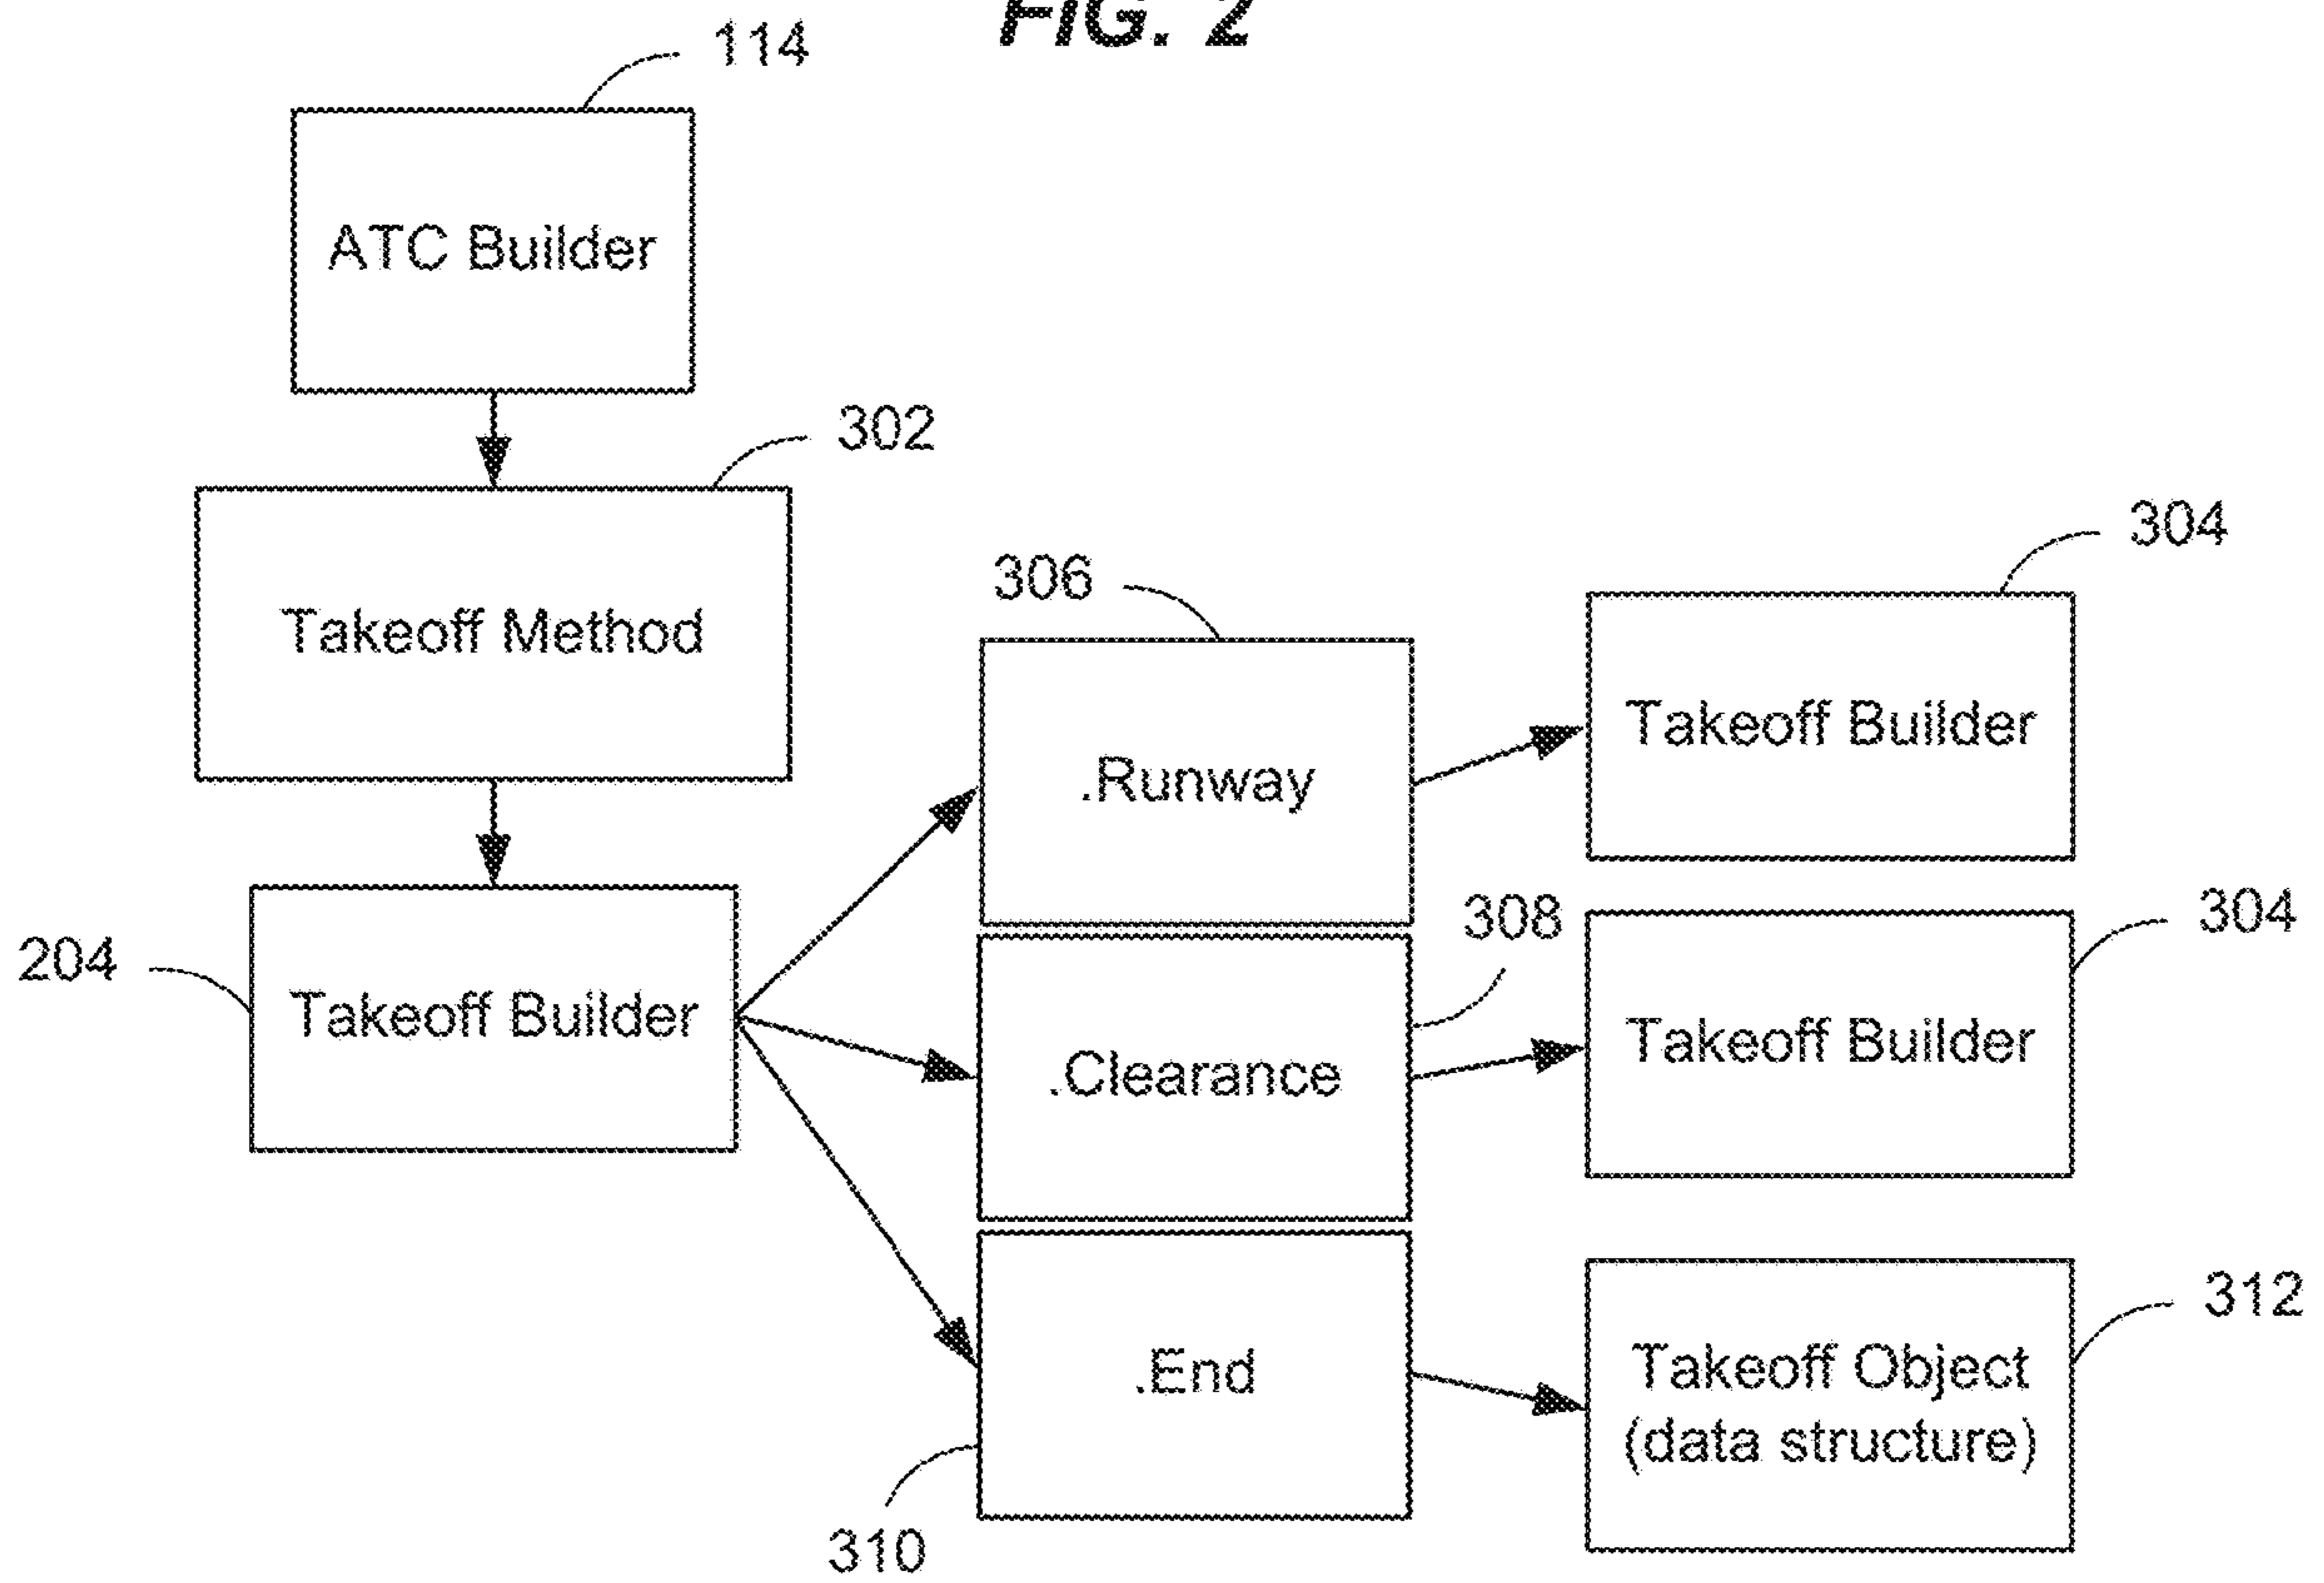 FIG. 2
114
ATC Builder
302
Takeoff Method
304
306
Takeoff Builder
.Runway
304
308
204
Takeoff Builder
Takeoff Builder
.Clearance
312
.End
Takeoff Object
(data structure)
310